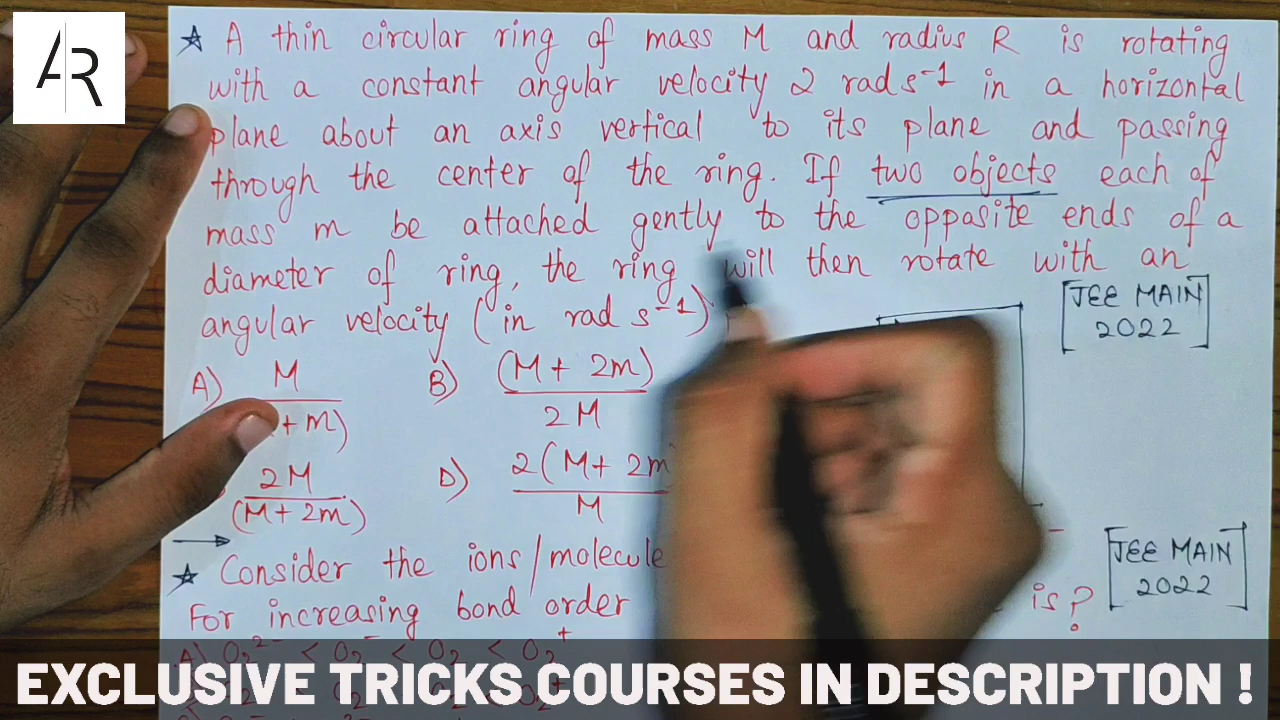 AR
☆ A thin circular ring of mass M and radius R is rotating
with a constant angular velocity 2 rad s⁻¹ in a horizontal
plane about an axis vertical to its plane and passing
through the center of the ring. If two objects each of
mass m be attached gently to the opposite ends of a
diameter of ring, the ring will then rotate with an
angular velocity (in rad s⁻¹)
[JEE MAIN
2022]
A) M
+ m)
B) (M + 2m)
2M
2M
(M + 2m)
D) 2(M + 2m
M
→
☆ Consider the ions/molecule
For increasing bond order
is?
[JEE MAIN
2022]
A) O₂²⁻ < O₂⁻ < O₂ < O₂⁺
EXCLUSIVE TRICKS COURSES IN DESCRIPTION !